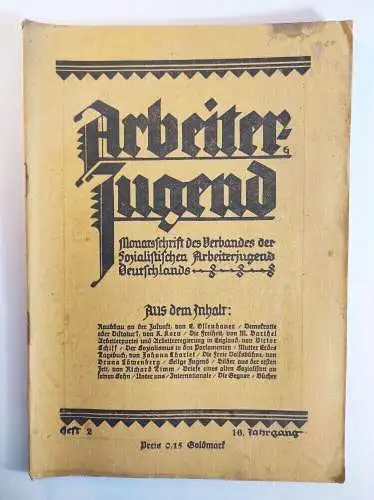 Arbeiter-
Jugend
Monatsschrift des Verbandes der
Sozialistischen Arbeiterjugend
Deutschlands
Aus dem Inhalt:
Raubbau an der Zukunft, von E. Ollenhauer / Demokratie
oder Diktatur?, von K. Korn / Die Freiheit, von M. Barthel
Arbeiterpartei und Arbeiterregierung in England, von Victor
Schiff / Der Sozialismus in den Parlamenten / Mutter Erdes
Tagebuch, von Johann Charlet / Die Freie Volksbühne, von
Bruno Löwenberg / Selige Jugend / Bilder aus der ersten
Zeit, von Richard Timm / Briefe eines alten Sozialisten an
seinen Sohn / Unter uns / Internationale / Die Gegner / Bücher
Heft 2
16. Jahrgang
Preis 0,15 Goldmark